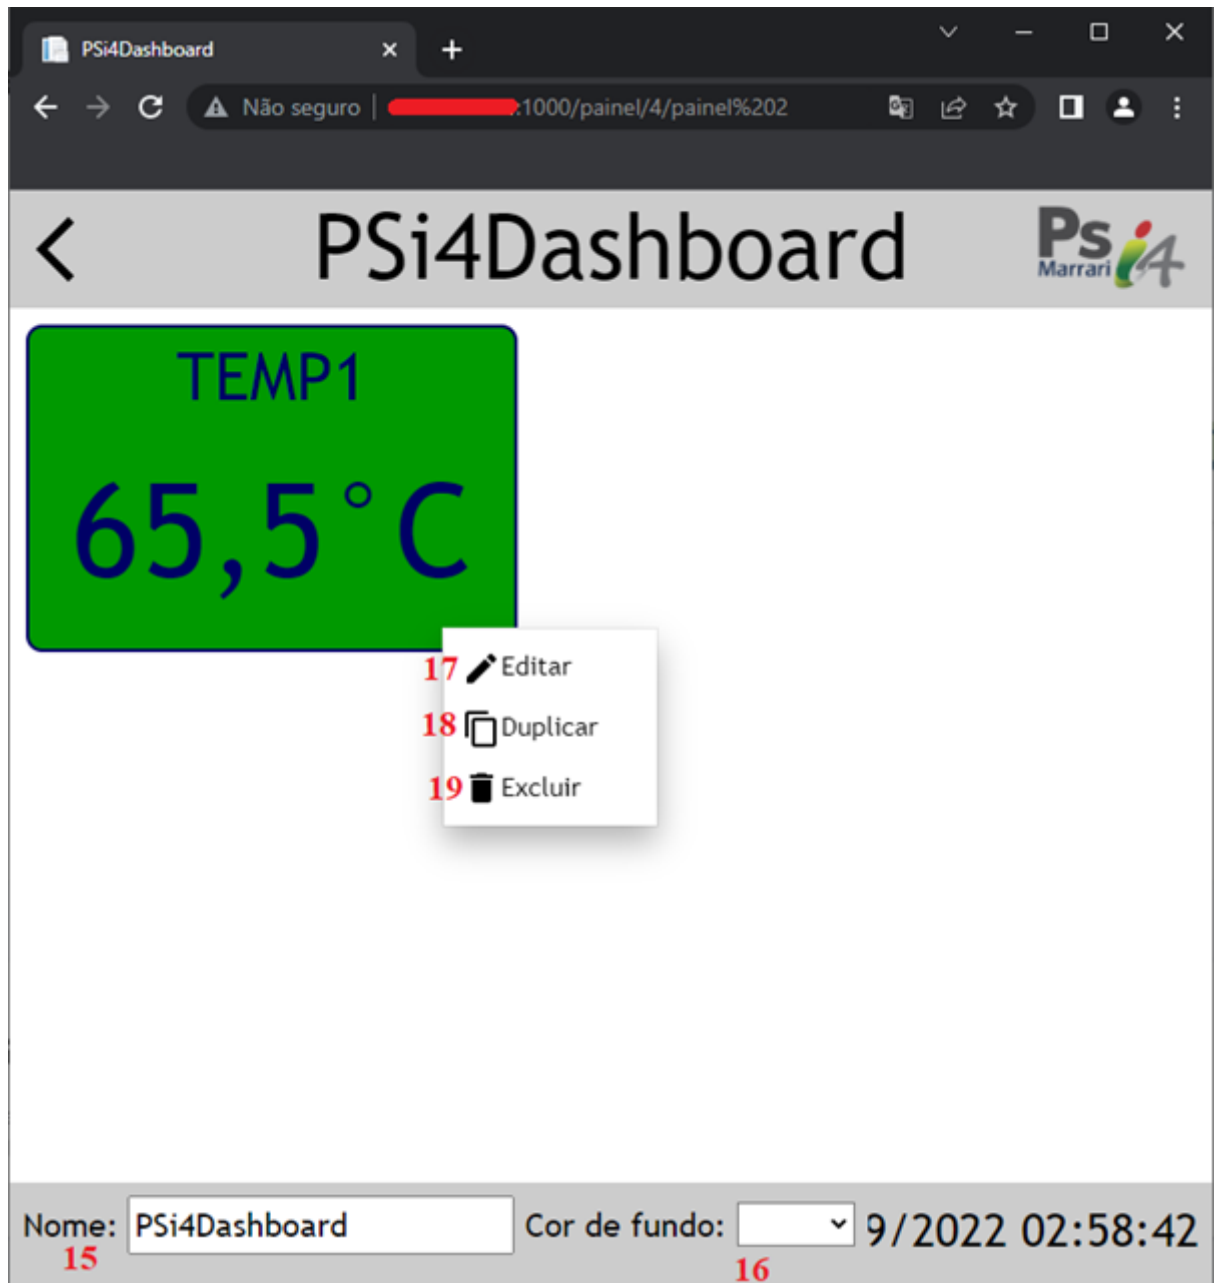 PSi4Dashboard
Não seguro | :1000/painel/4/painel%202
PSi4Dashboard
Ps i4
Marrari
TEMP1
65,5°C
17 Editar
18 Duplicar
19 Excluir
Nome: PSi4Dashboard Cor de fundo: 9/2022 02:58:42
15 16